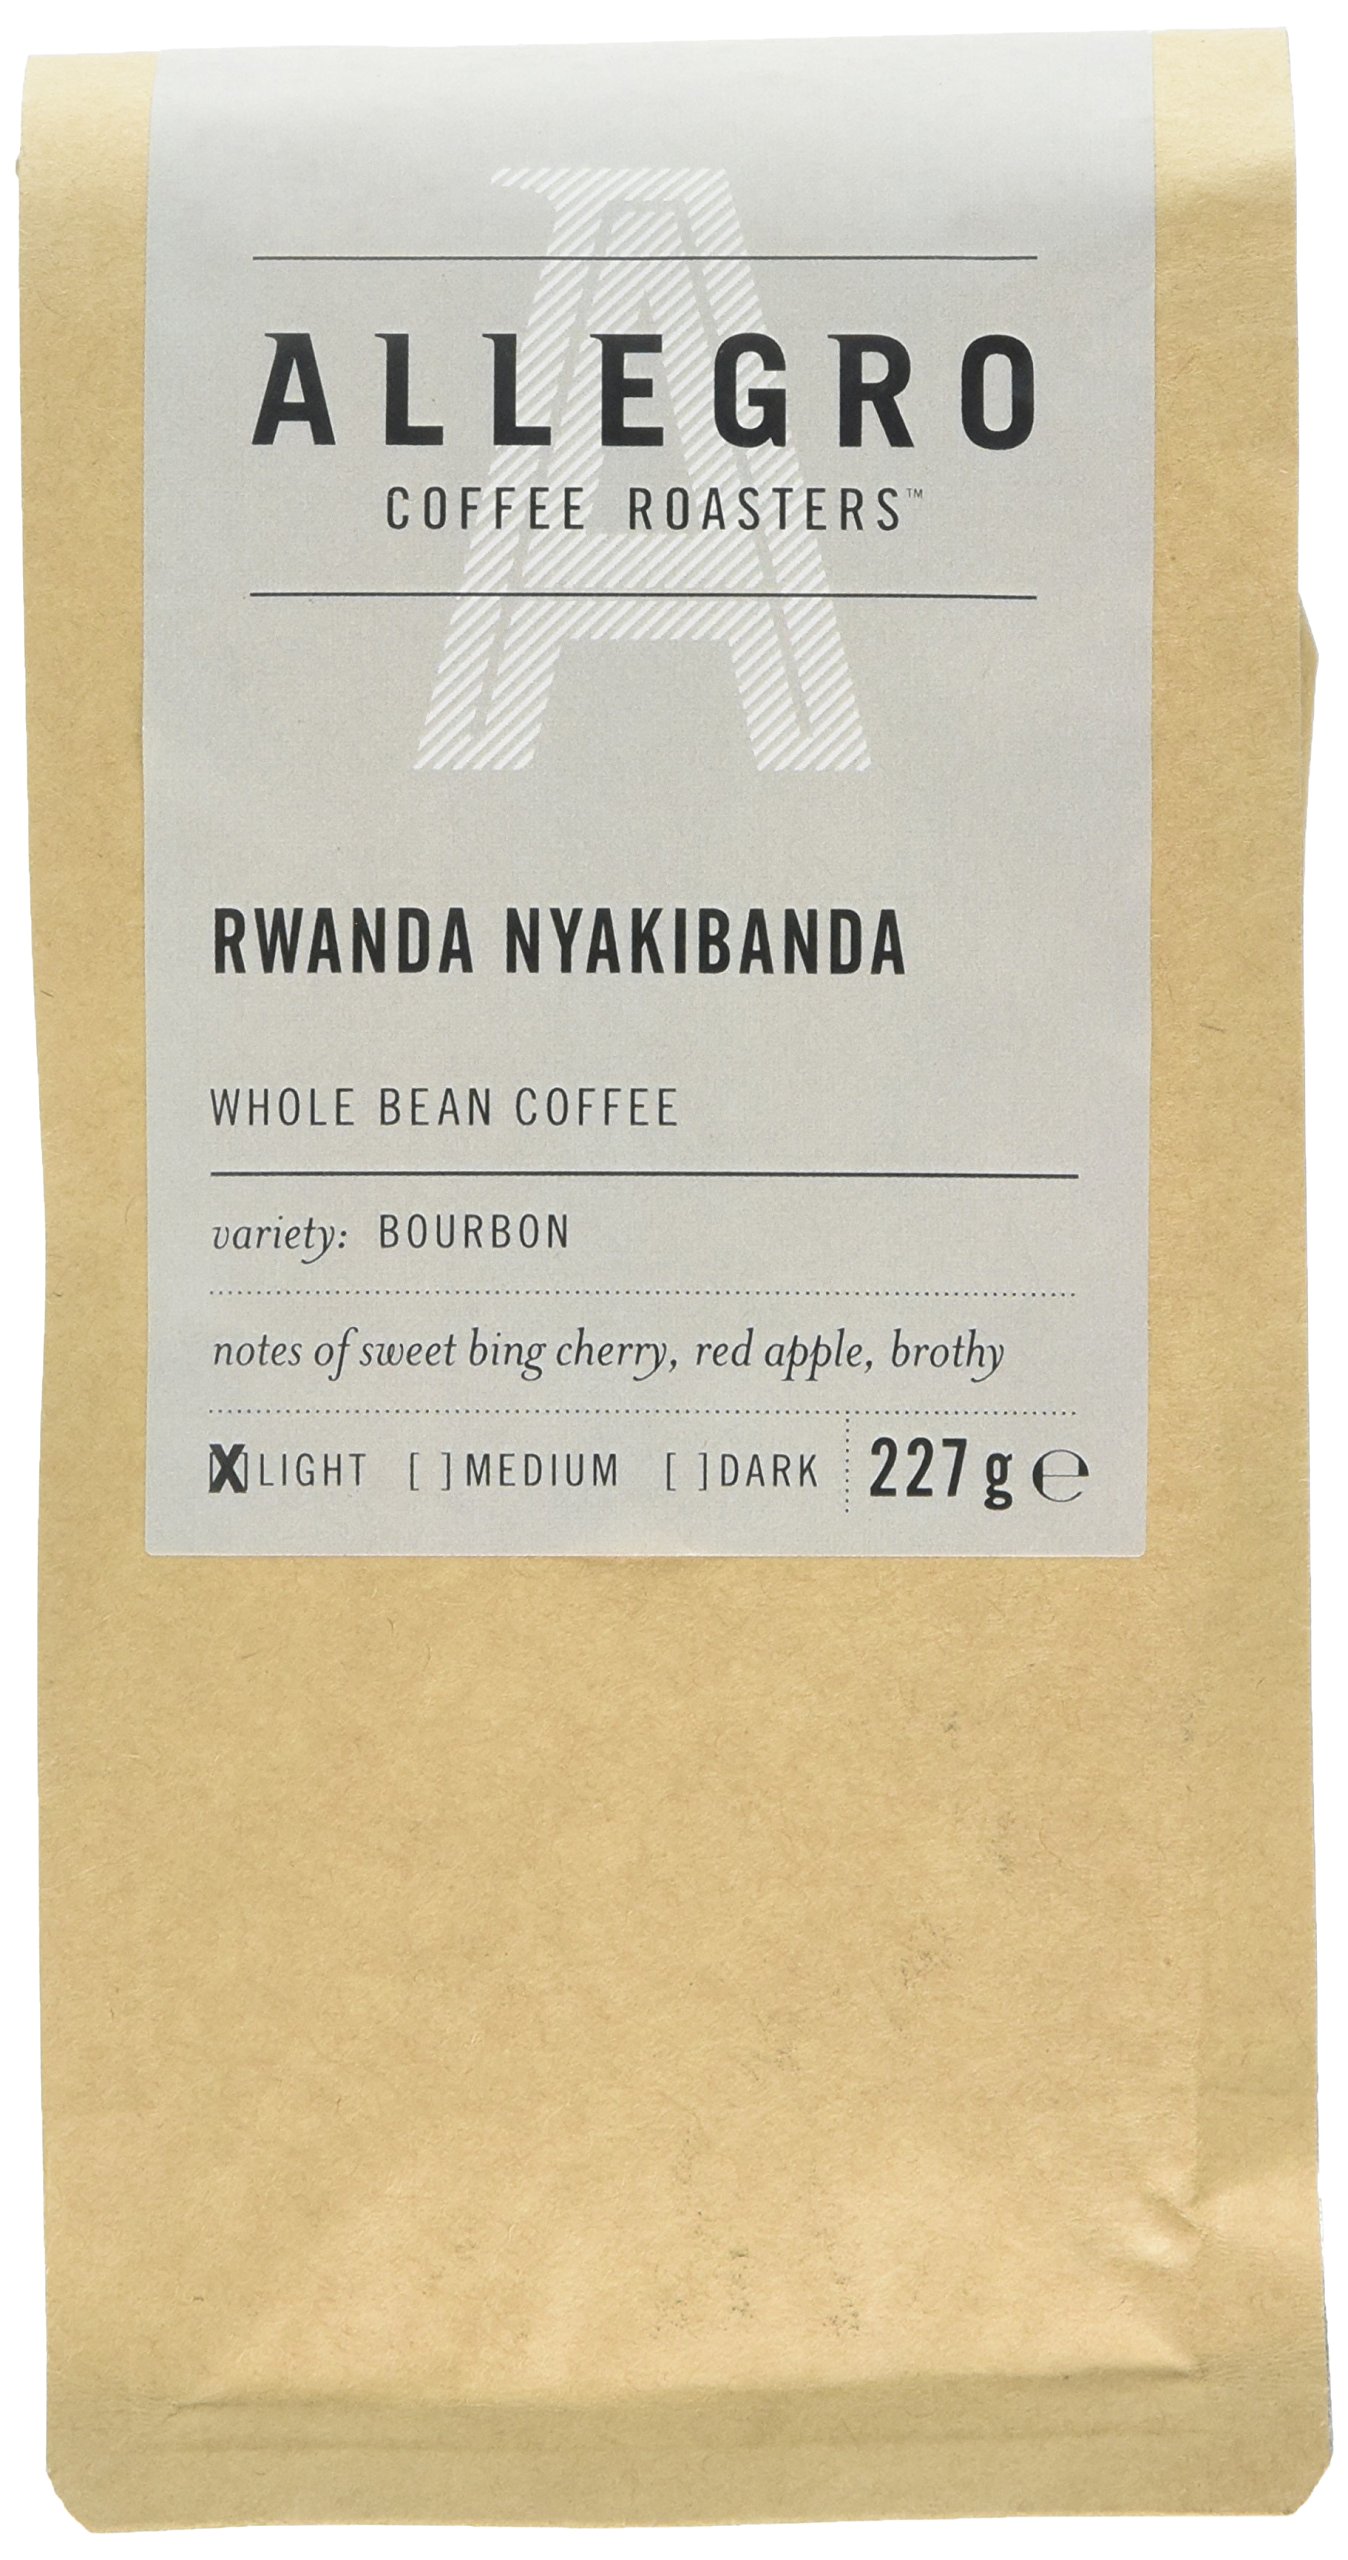 ALLEGRO
COFFEE ROASTERS™
RWANDA NYAKIBANDA
WHOLE BEAN COFFEE
variety: BOURBON
notes of sweet bing cherry, red apple, brothy
[X] LIGHT [ ] MEDIUM [ ] DARK 227 g ℮